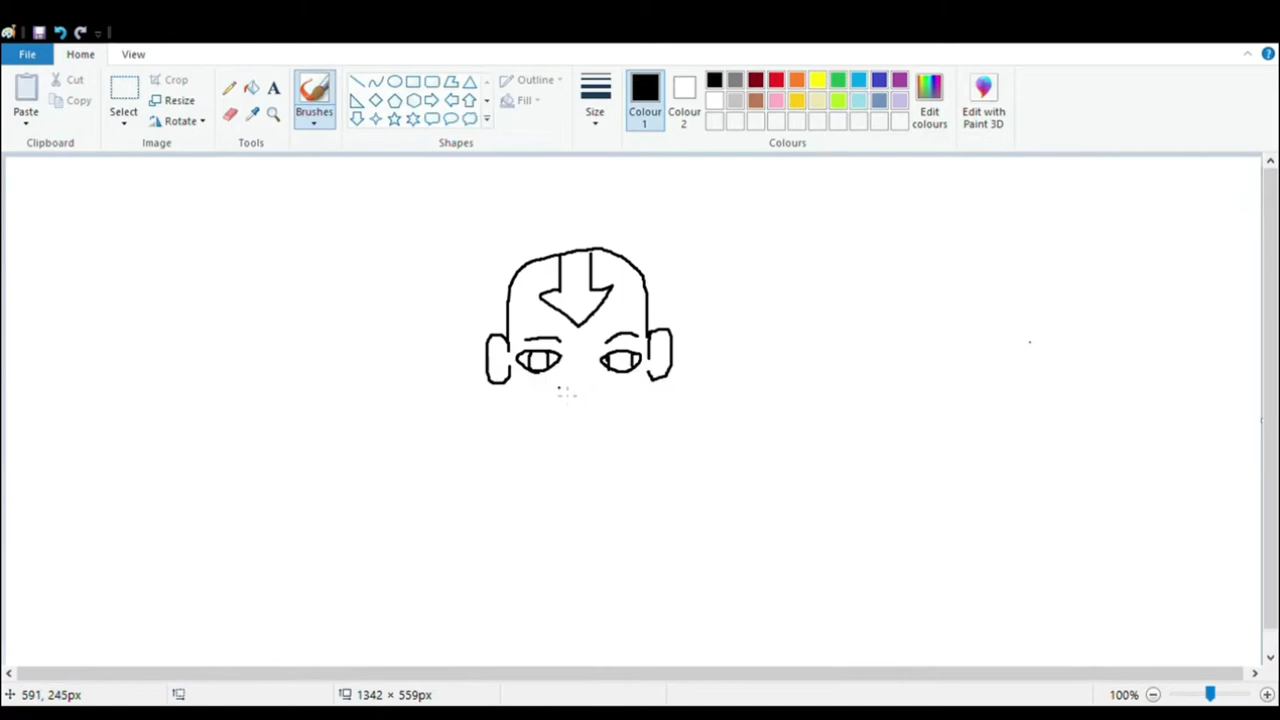 File Home View
Paste
Cut
Copy
Clipboard
Select
Crop
Resize
Rotate
Image
Tools
Brushes
Outline
Fill
Shapes
Size
Colour
1
Colour
2
Edit
colours
Colours
Edit with
Paint 3D
591, 245px
1342 × 559px
100%